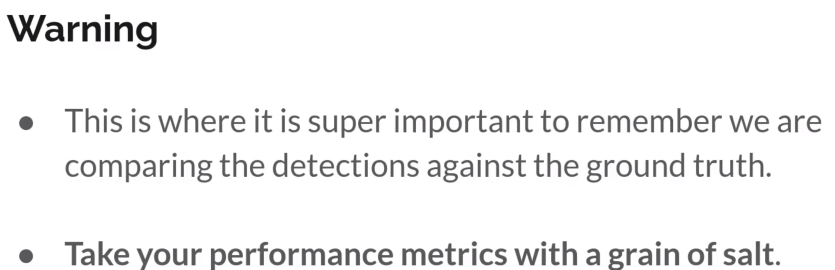 Warning
● This is where it is super important to remember we are
comparing the detections against the ground truth.
● Take your performance metrics with a grain of salt.